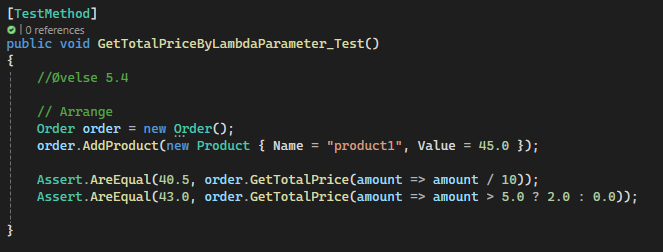 [TestMethod]
| 0 references
public void GetTotalPriceByLambdaParameter_Test()
{
//Øvelse 5.4
// Arrange
Order order = new Order();
order.AddProduct(new Product { Name = "product1", Value = 45.0 });
Assert.AreEqual(40.5, order.GetTotalPrice(amount => amount / 10));
Assert.AreEqual(43.0, order.GetTotalPrice(amount => amount > 5.0 ? 2.0 : 0.0));
}